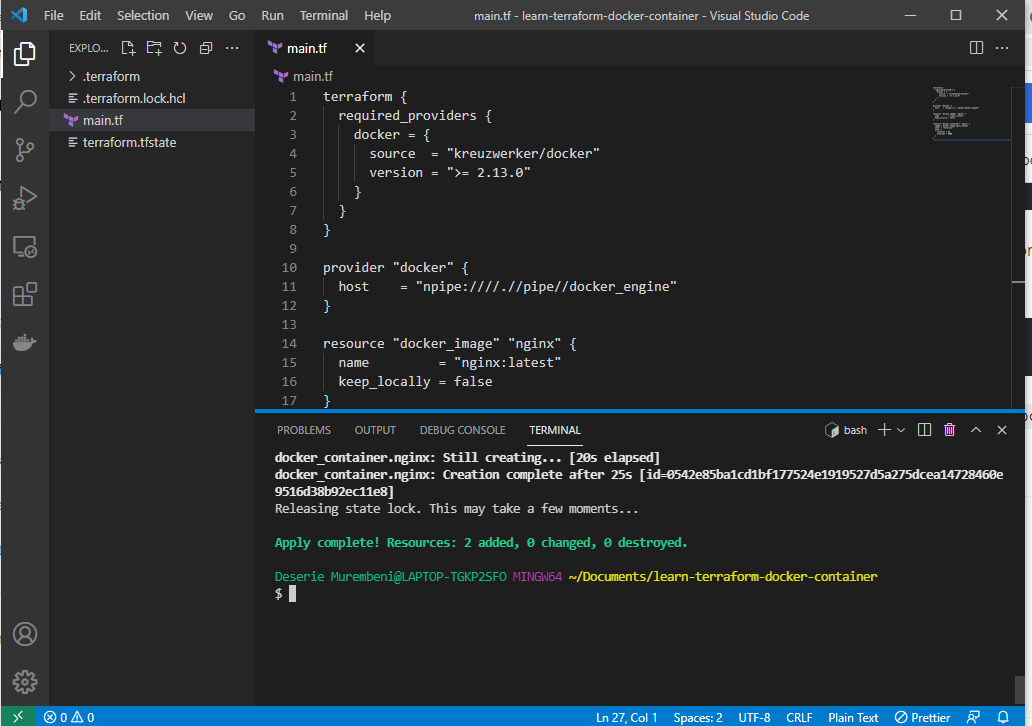 File Edit Selection View Go Run Terminal Help
main.tf - learn-terraform-docker-container - Visual Studio Code
EXPLO...
.terraform
.terraform.lock.hcl
main.tf
terraform.tfstate
main.tf
main.tf
1 terraform {
2 required_providers {
3 docker = {
4 source  = "kreuzwerker/docker"
5 version = ">= 2.13.0"
6 }
7 }
8 }
9
10 provider "docker" {
11 host    = "npipe:////.//pipe//docker_engine"
12 }
13
14 resource "docker_image" "nginx" {
15 name         = "nginx:latest"
16 keep_locally = false
17 }
PROBLEMS OUTPUT DEBUG CONSOLE TERMINAL
bash
docker_container.nginx: Still creating... [20s elapsed]
docker_container.nginx: Creation complete after 25s [id=0542e85ba1cd1bf177524e1919527d5a275dcea14728460e
9516d38b92ec11e8]
Releasing state lock. This may take a few moments...
Apply complete! Resources: 2 added, 0 changed, 0 destroyed.
Deserie Murembeni@LAPTOP-TGKP2SFO MINGW64 ~/Documents/learn-terraform-docker-container
$
0 0
Ln 27, Col 1 Spaces: 2 UTF-8 CRLF Plain Text Prettier